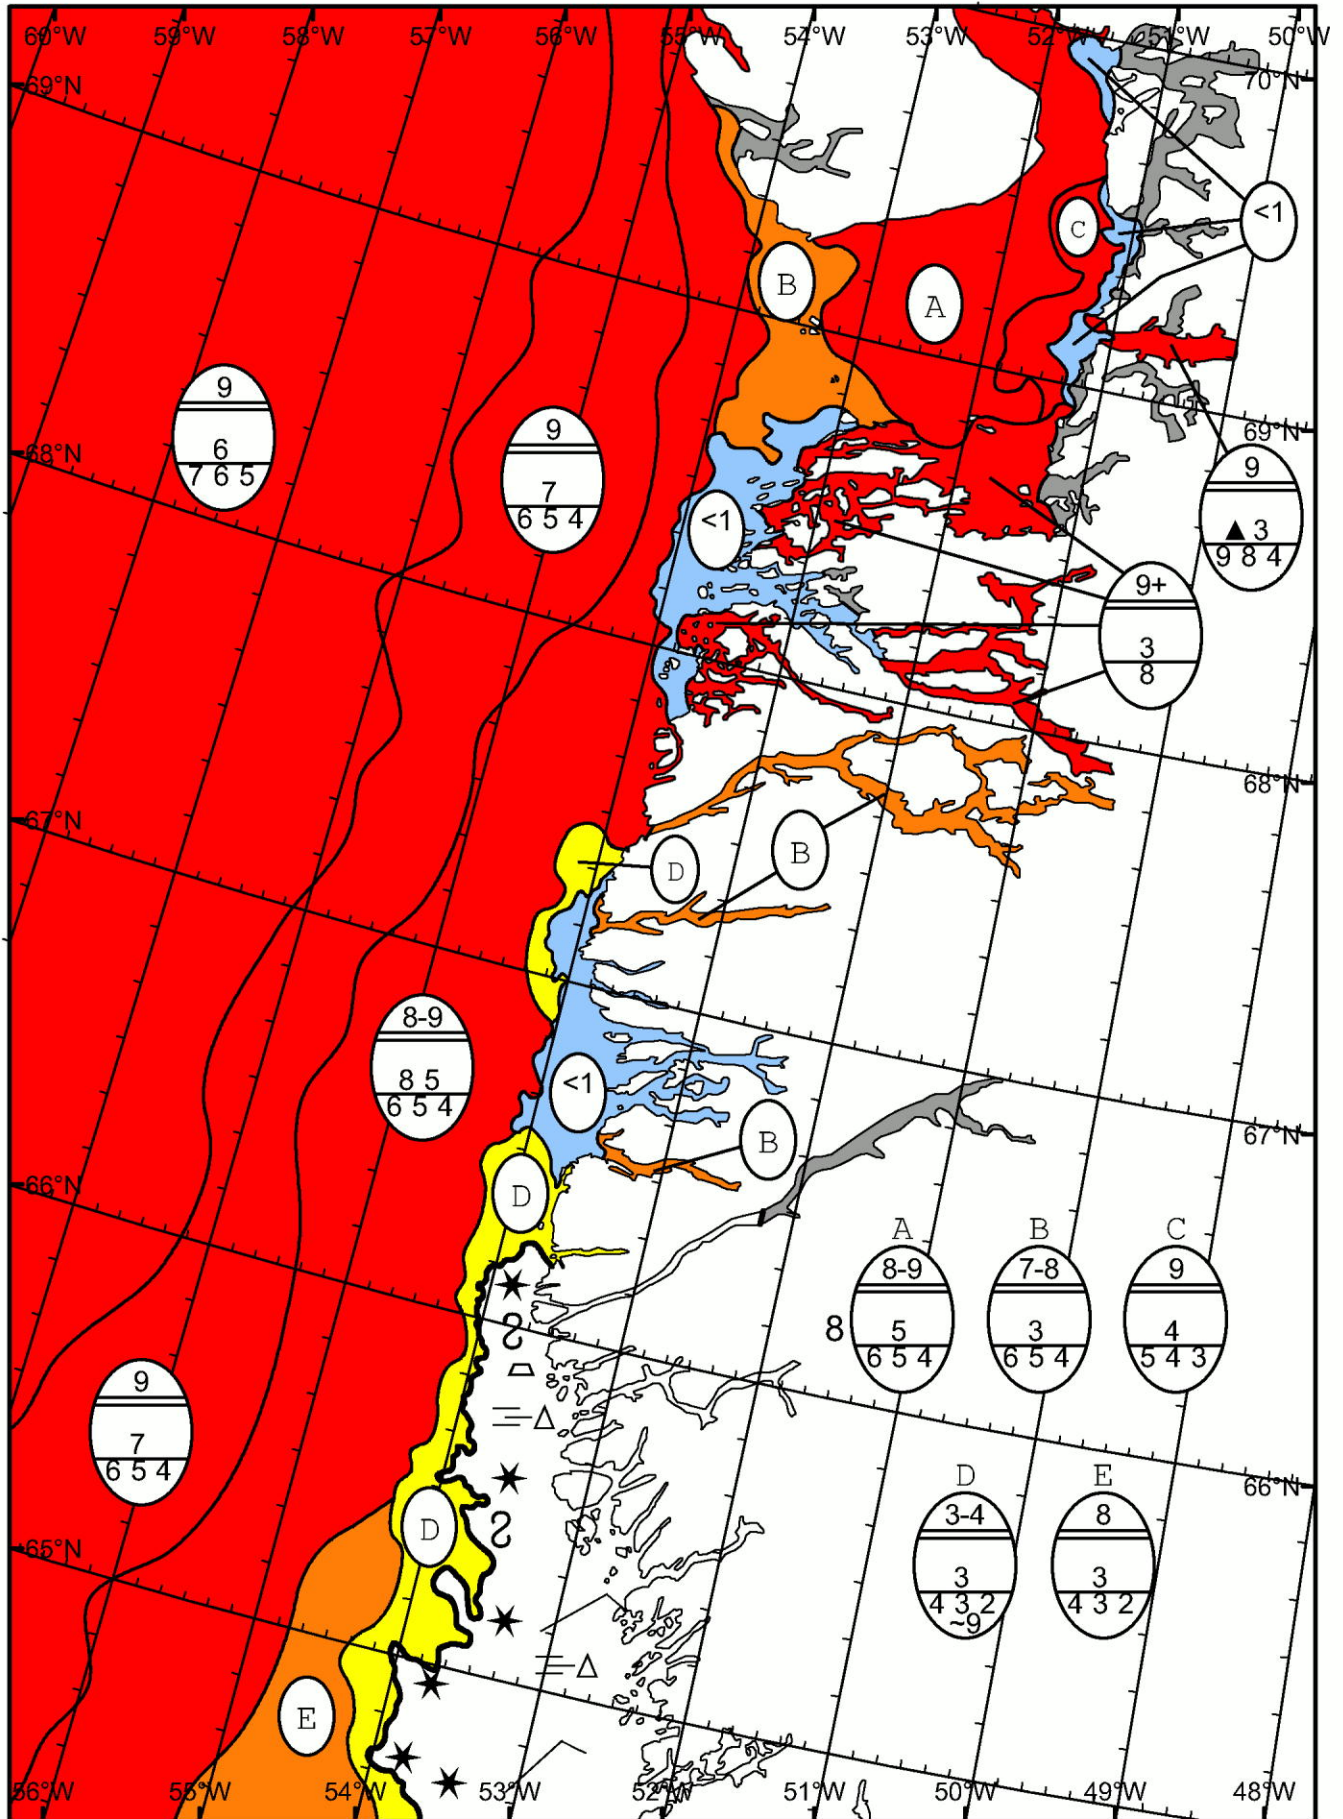 60°W 59°W 58°W 57°W 56°W 55°W 54°W 53°W 52°W 51°W 50°W
69°N
70°N
<1
C
B
A
9
6
7 6 5
9
7
6 5 4
68°N
69°N
<1
9
▲ 3
9 8 4
9+
3
8
67°N
68°N
D
B
8-9
8 5
6 5 4
<1
B
67°N
66°N
D
A B C
8-9
5
6 5 4
8
7-8
3
6 5 4
9
4
5 4 3
9
7
6 5 4
66°N
D E
3-4
3
4 3 2
~9
8
3
4 3 2
D
65°N
E
56°W 55°W 54°W 53°W 52°W 51°W 50°W 49°W 48°W